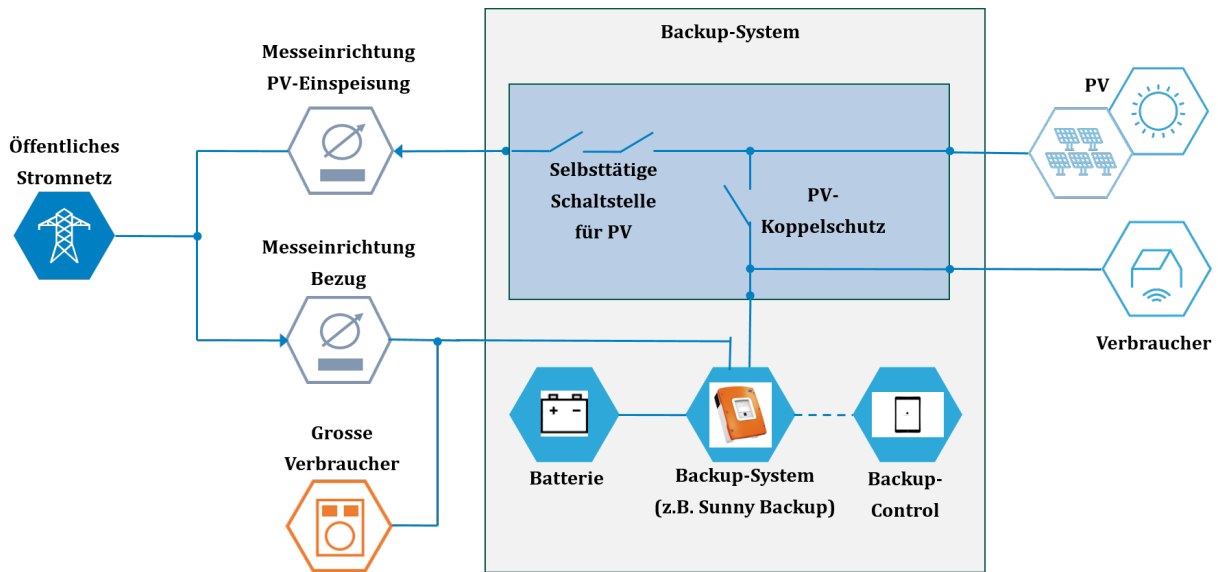 Backup-System
Messeinrichtung
PV-Einspeisung
PV
Öffentliches
Stromnetz
Selbsttätige
Schaltstelle
für PV
PV-
Koppelschutz
Messeinrichtung
Bezug
Verbraucher
Grosse
Verbraucher
Batterie
Backup-System
(z.B. Sunny Backup)
Backup-
Control